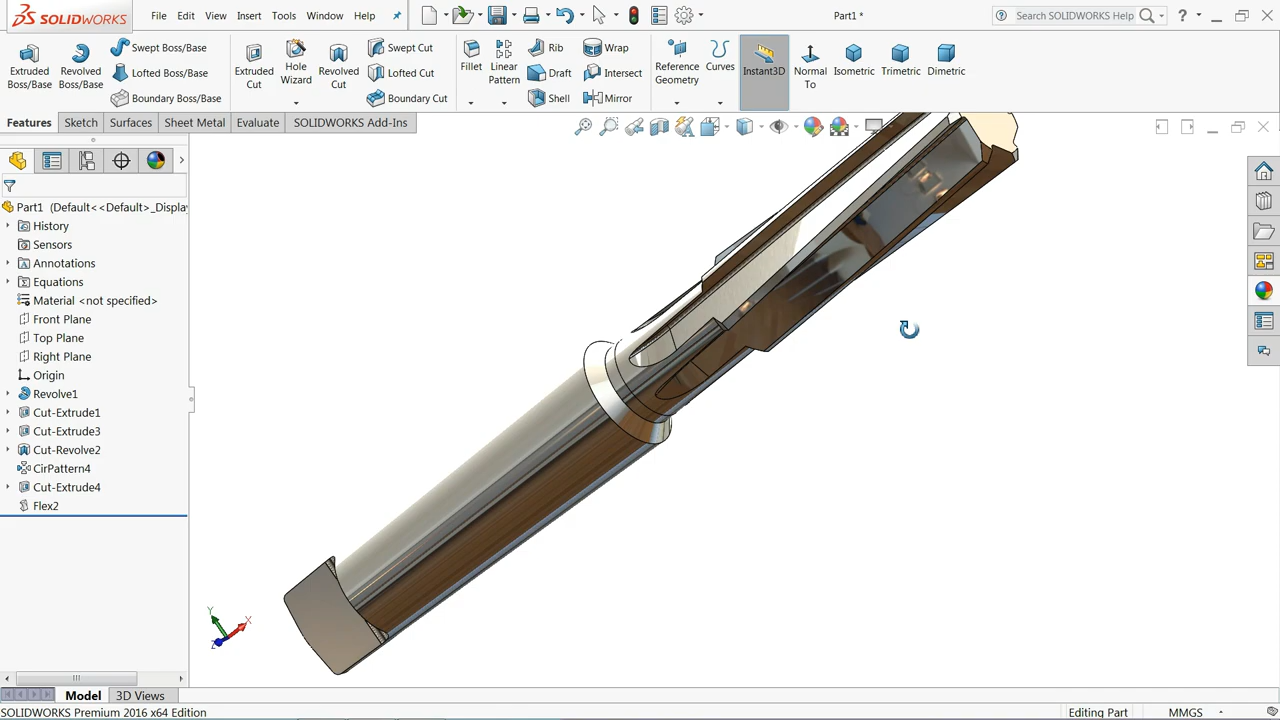 SOLIDWORKS
File Edit View Insert Tools Window Help
Part1 *
Search SOLIDWORKS Help
?
Extruded Boss/Base
Revolved Boss/Base
Swept Boss/Base
Lofted Boss/Base
Boundary Boss/Base
Extruded Cut
Hole Wizard
Revolved Cut
Swept Cut
Lofted Cut
Boundary Cut
Fillet
Linear Pattern
Rib
Draft
Shell
Wrap
Intersect
Mirror
Reference Geometry
Curves
Instant3D
Normal To
Isometric
Trimetric
Dimetric
Features Sketch Surfaces Sheet Metal Evaluate SOLIDWORKS Add-Ins
Part1 (Default<<Default>_Displa
History
Sensors
Annotations
Equations
Material <not specified>
Front Plane
Top Plane
Right Plane
Origin
Revolve1
Cut-Extrude1
Cut-Extrude3
Cut-Revolve2
CirPattern4
Cut-Extrude4
Flex2
Y
X
Z
Model 3D Views
SOLIDWORKS Premium 2016 x64 Edition
Editing Part
MMGS